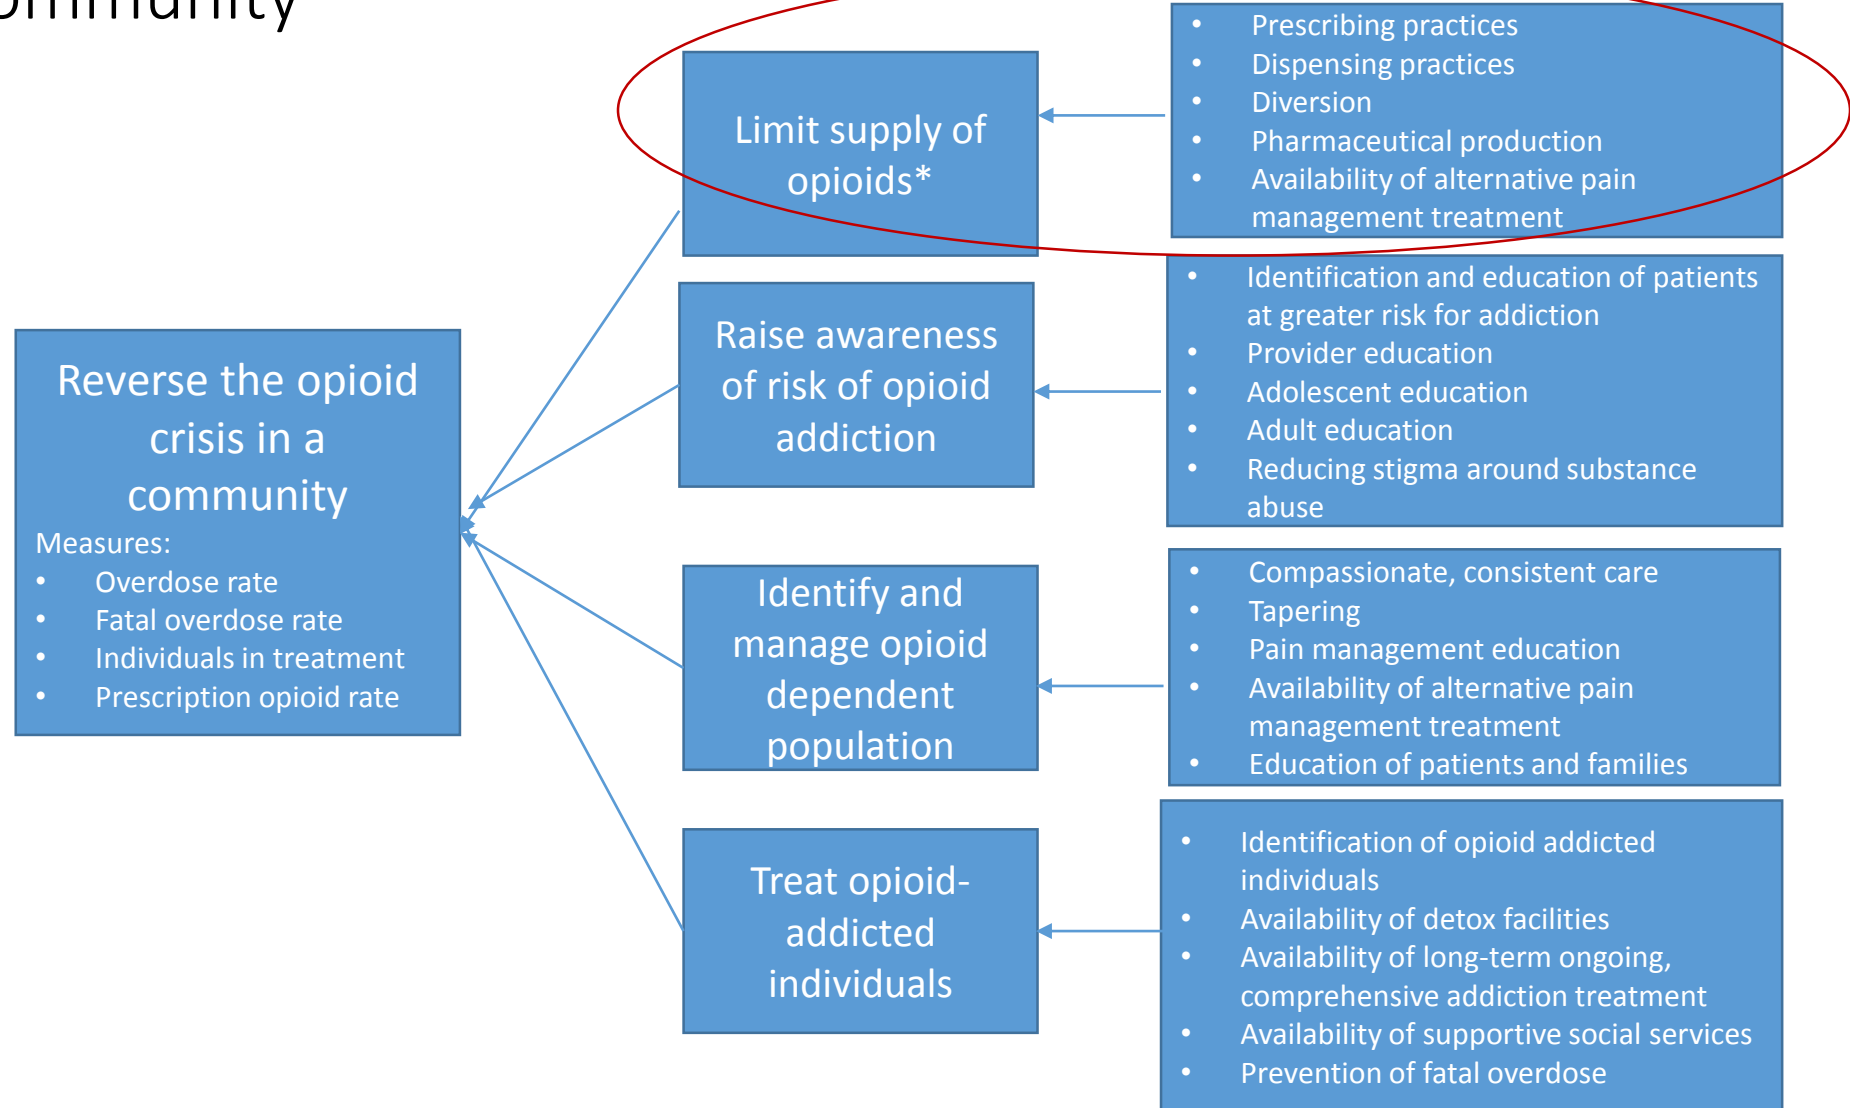 ommunity
Limit supply of
opioids*
• Prescribing practices
• Dispensing practices
• Diversion
• Pharmaceutical production
• Availability of alternative pain
management treatment
Raise awareness
of risk of opioid
addiction
• Identification and education of patients
at greater risk for addiction
• Provider education
• Adolescent education
• Adult education
• Reducing stigma around substance
abuse
Reverse the opioid
crisis in a
community
Measures:
• Overdose rate
• Fatal overdose rate
• Individuals in treatment
• Prescription opioid rate
Identify and
manage opioid
dependent
population
• Compassionate, consistent care
• Tapering
• Pain management education
• Availability of alternative pain
management treatment
• Education of patients and families
Treat opioid-
addicted
individuals
• Identification of opioid addicted
individuals
• Availability of detox facilities
• Availability of long-term ongoing,
comprehensive addiction treatment
• Availability of supportive social services
• Prevention of fatal overdose